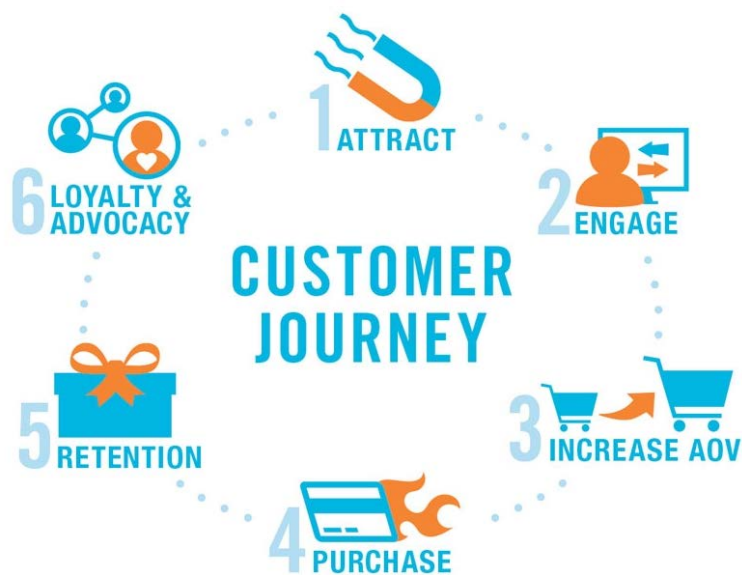 1 ATTRACT
2 ENGAGE
3 INCREASE AOV
4 PURCHASE
5 RETENTION
6 LOYALTY &
ADVOCACY
CUSTOMER
JOURNEY